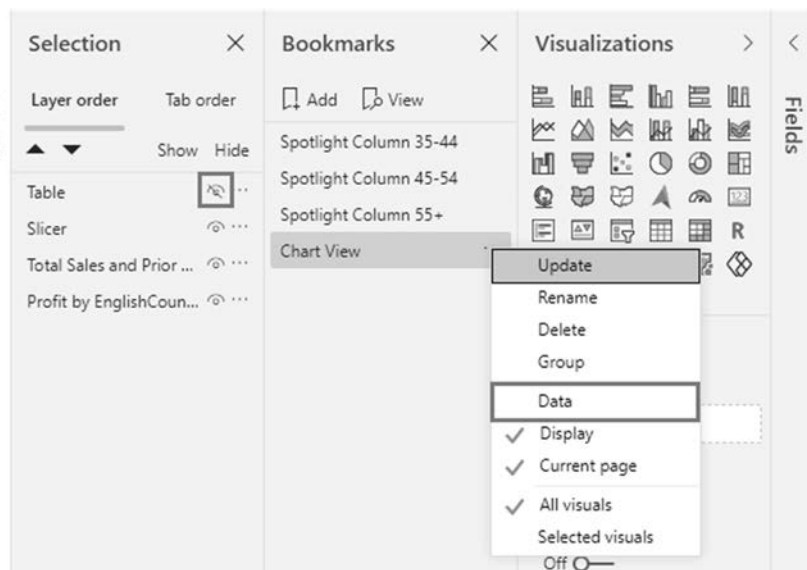 Selection
Layer order Tab order
Show Hide
Table
Slicer
Total Sales and Prior ...
Profit by EnglishCoun...
Bookmarks
Add View
Spotlight Column 35-44
Spotlight Column 45-54
Spotlight Column 55+
Chart View
Update
Rename
Delete
Group
Data
Display
Current page
All visuals
Selected visuals
Visualizations
123
R
Off
Fields